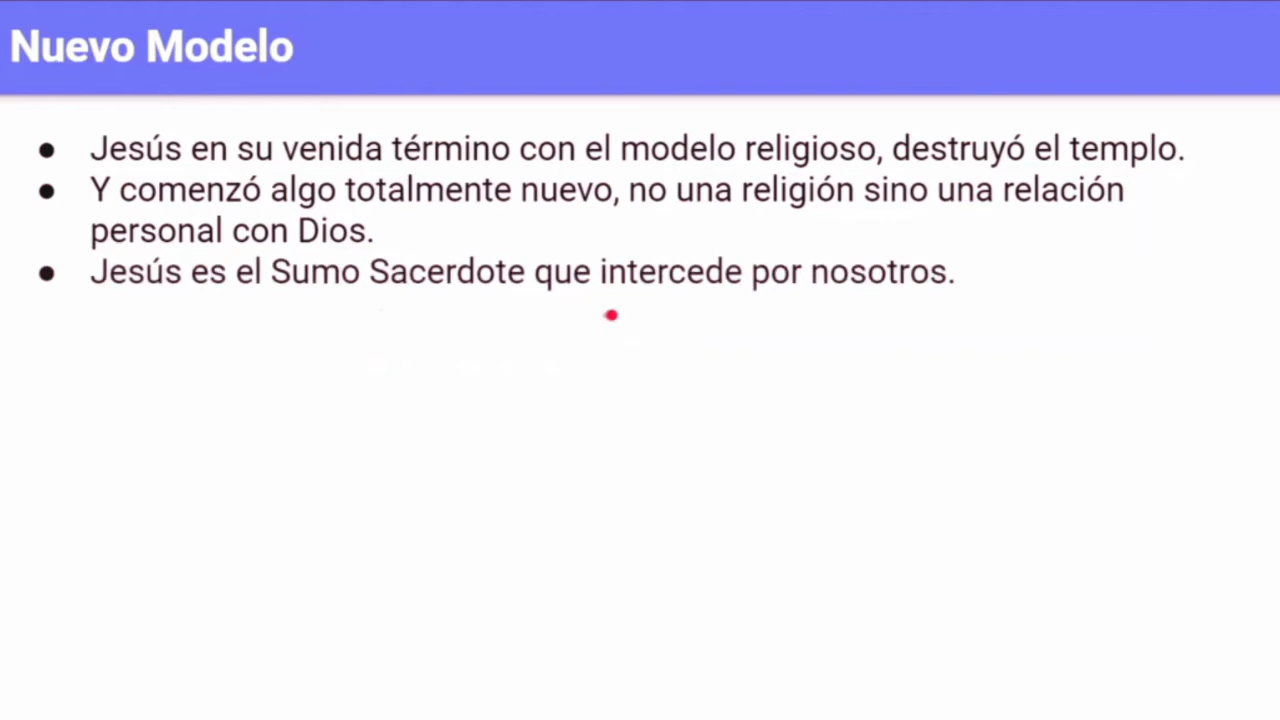 Nuevo Modelo
● Jesús en su venida término con el modelo religioso, destruyó el templo.
● Y comenzó algo totalmente nuevo, no una religión sino una relación
personal con Dios.
● Jesús es el Sumo Sacerdote que intercede por nosotros.